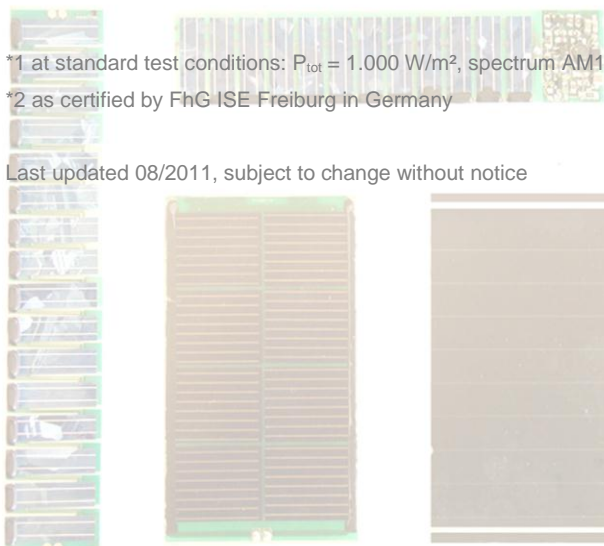 *1 at standard test conditions: Pₜₒₜ = 1.000 W/m², spectrum AM1
*2 as certified by FhG ISE Freiburg in Germany
Last updated 08/2011, subject to change without notice